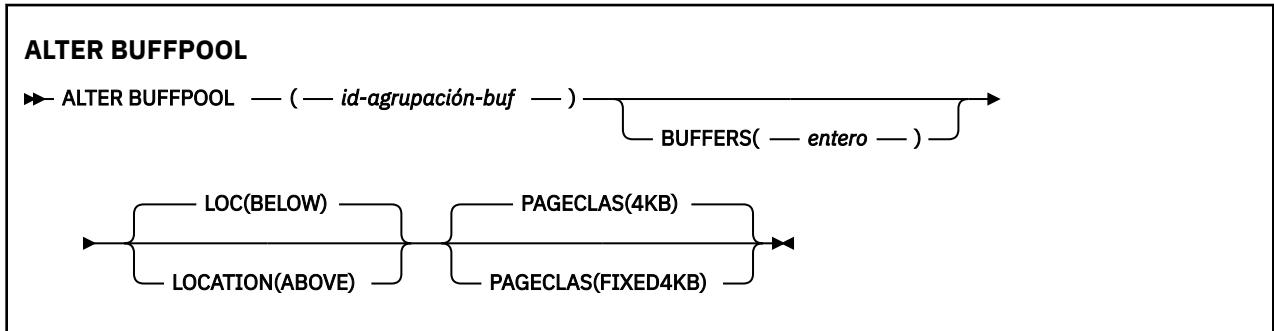 ALTER BUFFPOOL
ALTER BUFFPOOL ( id-agrupación-buf )
BUFFERS( entero )
LOC(BELOW) PAGECLAS(4KB)
LOCATION(ABOVE) PAGECLAS(FIXED4KB)